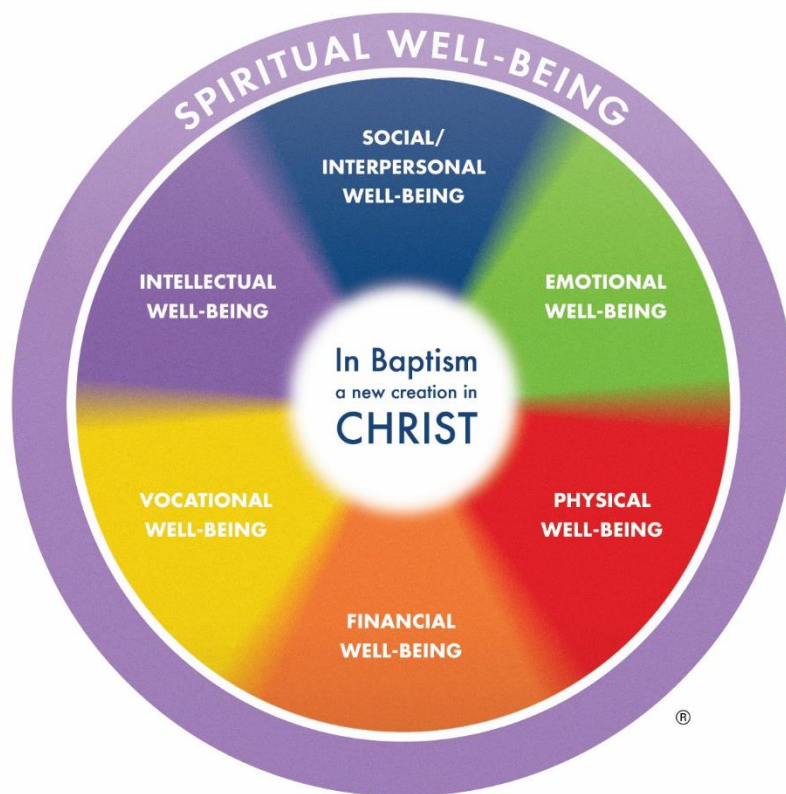 SPIRITUAL WELL-BEING
SOCIAL/
INTERPERSONAL
WELL-BEING
INTELLECTUAL
WELL-BEING
EMOTIONAL
WELL-BEING
In Baptism
a new creation in
CHRIST
VOCATIONAL
WELL-BEING
PHYSICAL
WELL-BEING
FINANCIAL
WELL-BEING
®